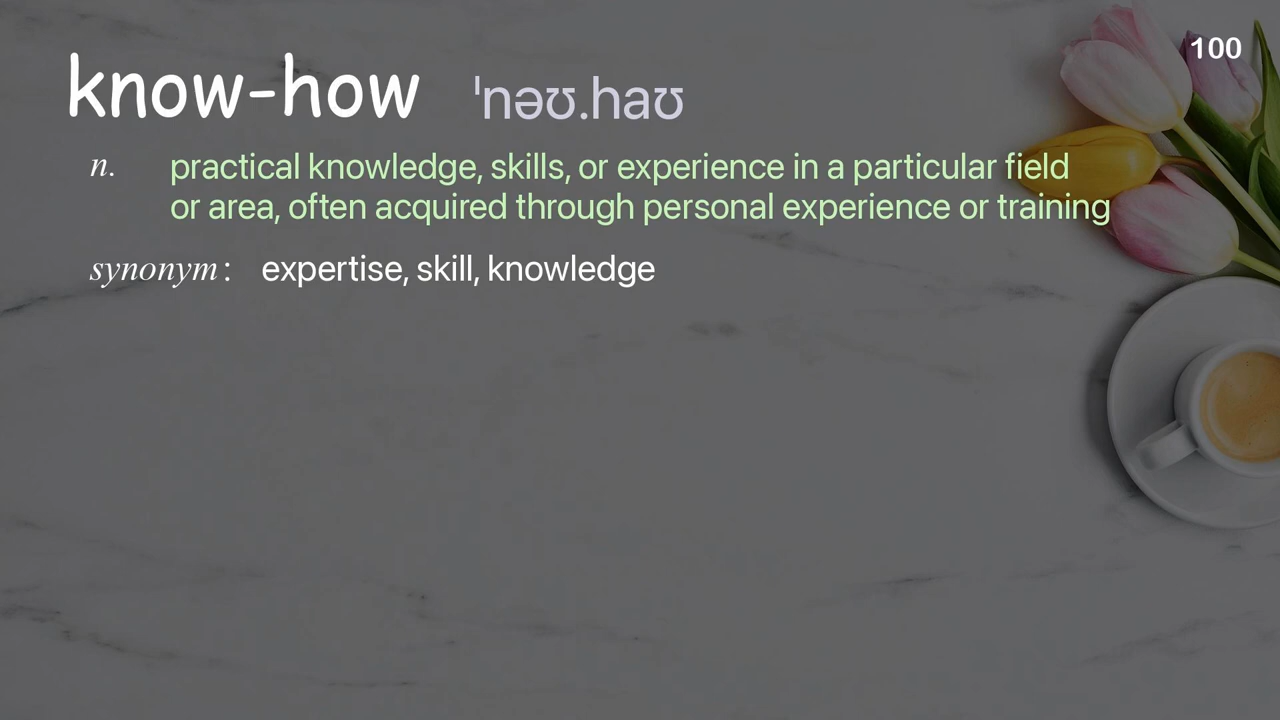 100
know-how ˈnəʊ.haʊ
n. practical knowledge, skills, or experience in a particular field
or area, often acquired through personal experience or training
synonym: expertise, skill, knowledge